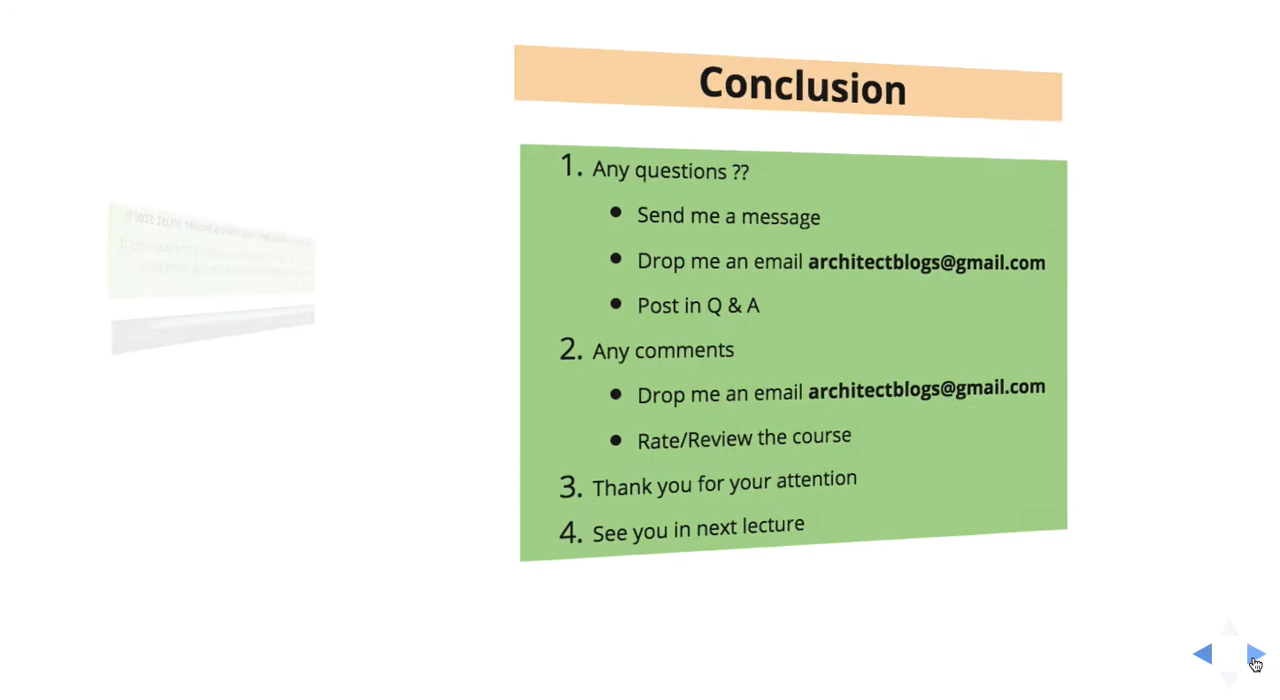 Conclusion
1. Any questions ??
• Send me a message
• Drop me an email architectblogs@gmail.com
• Post in Q & A
2. Any comments
• Drop me an email architectblogs@gmail.com
• Rate/Review the course
3. Thank you for your attention
4. See you in next lecture